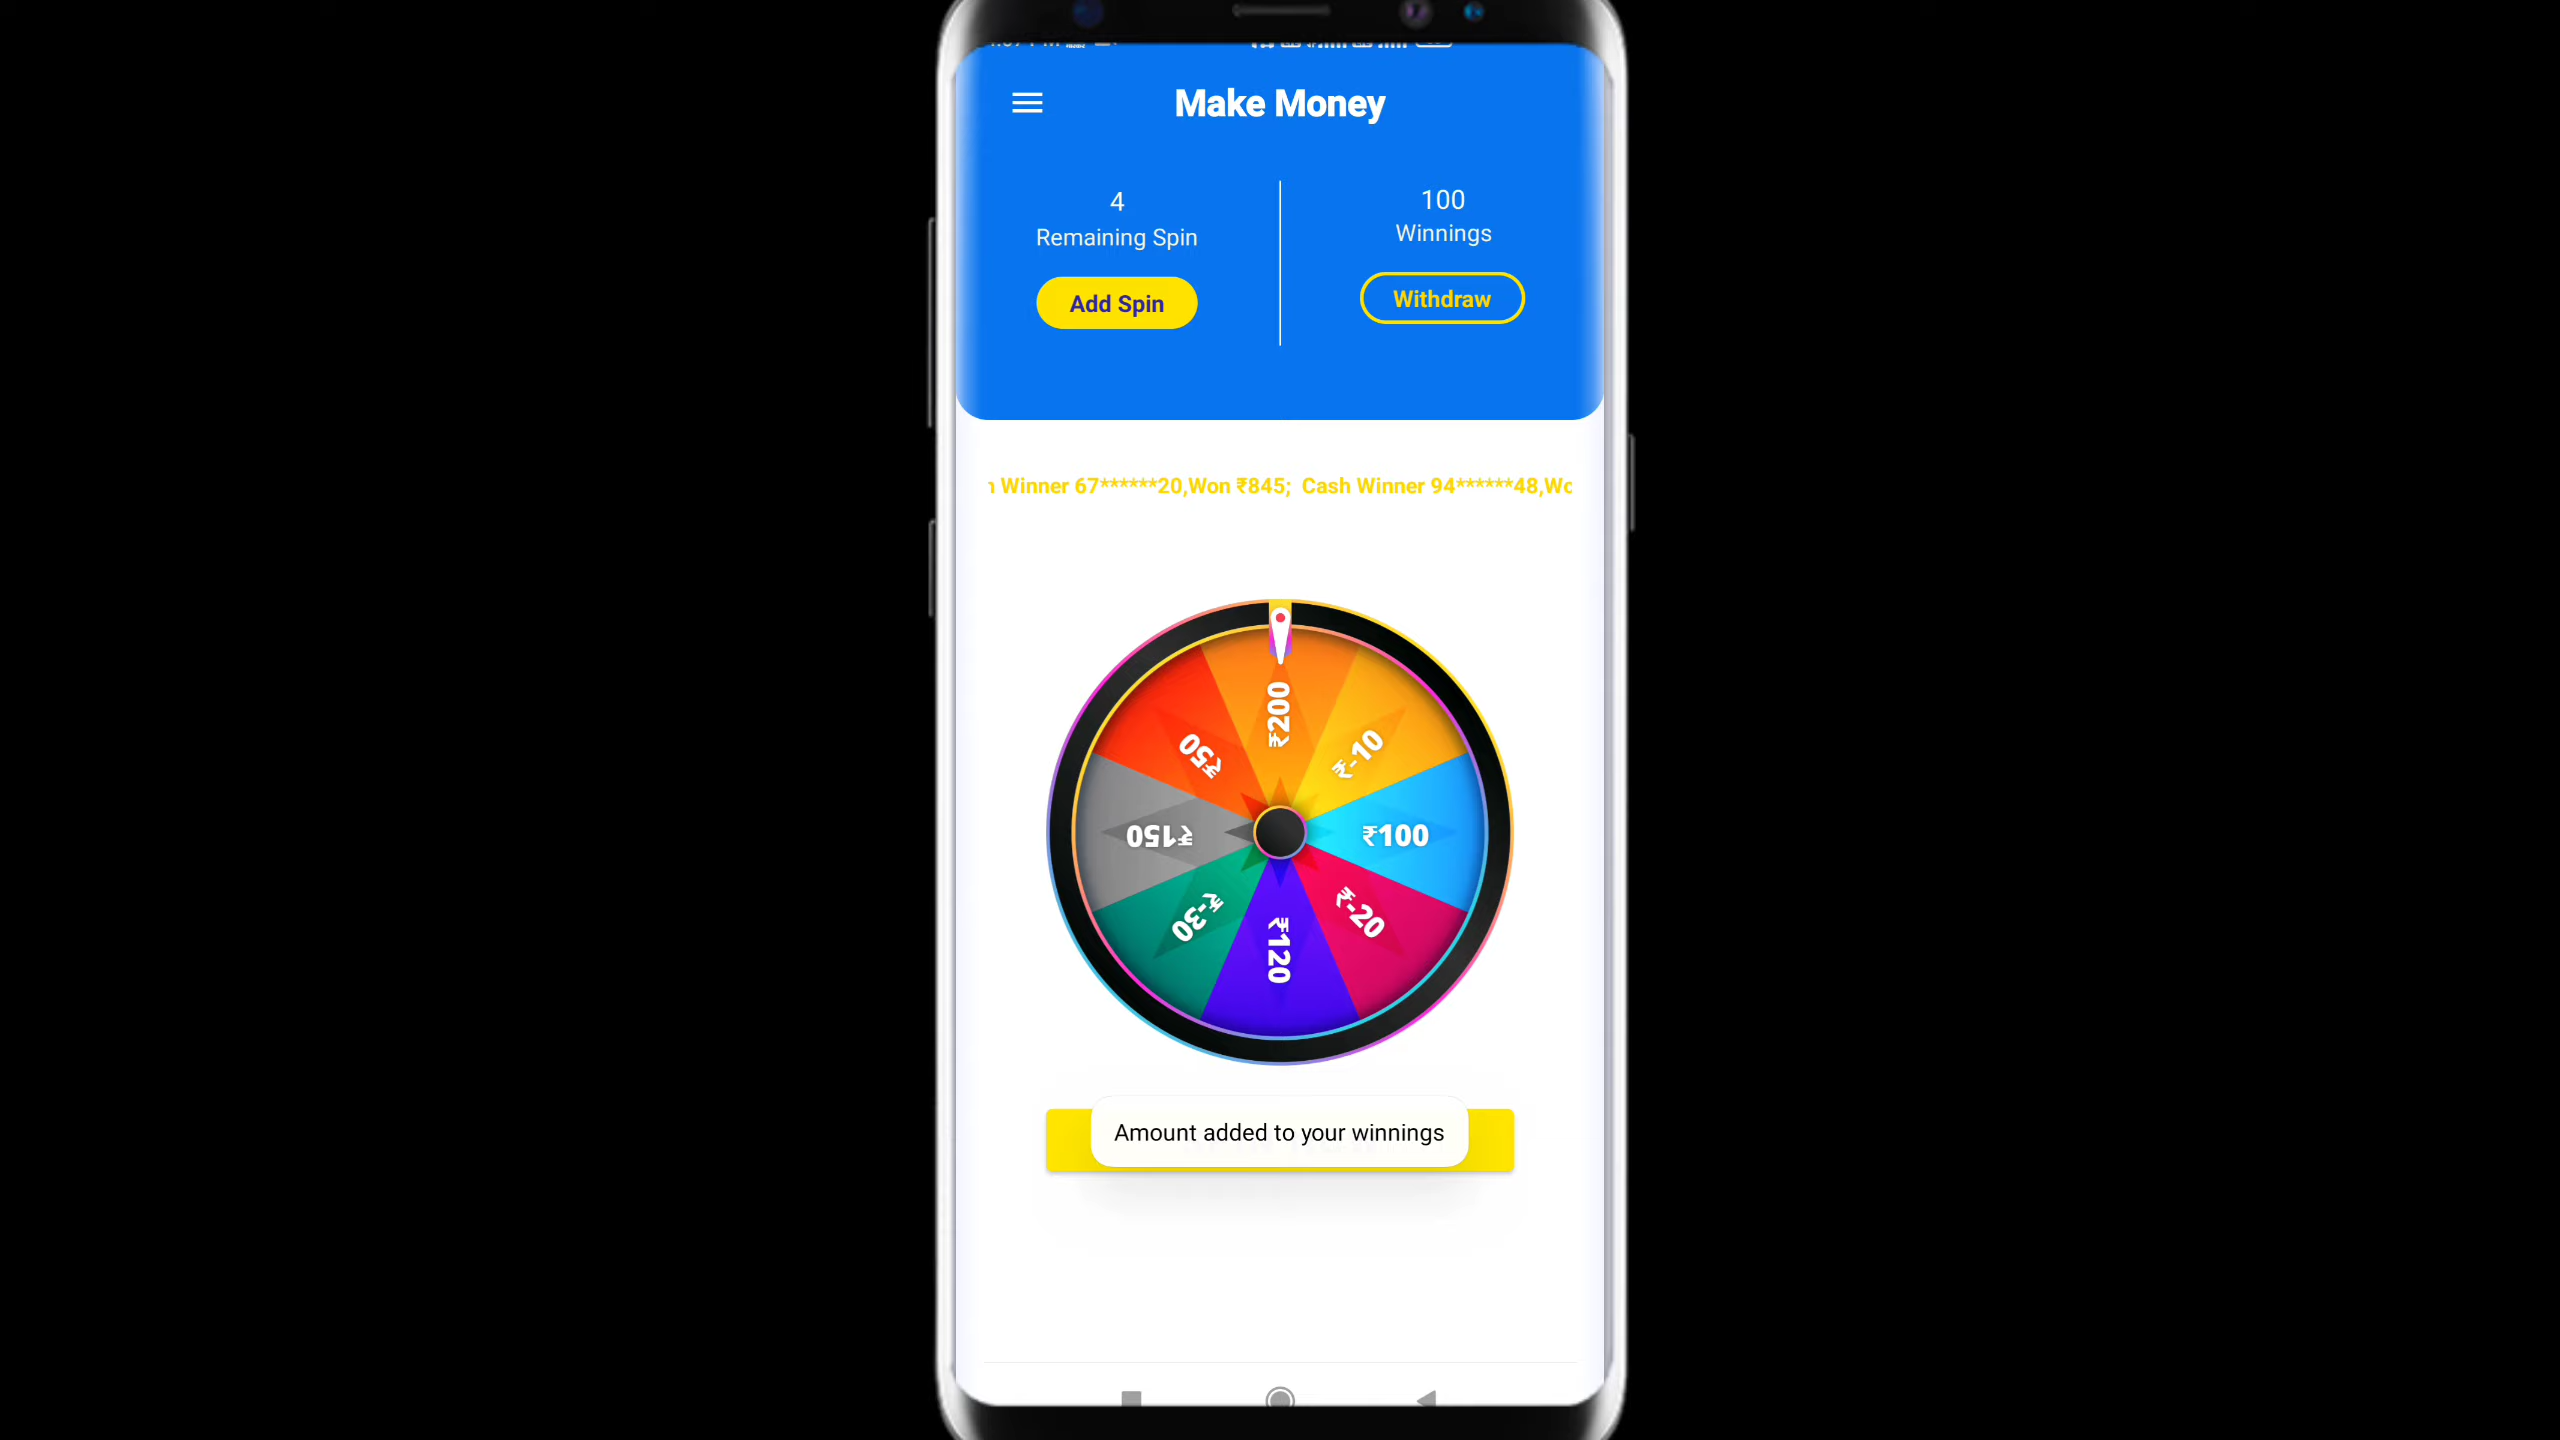 Make Money
4
Remaining Spin
Add Spin
100
Winnings
Withdraw
Winner 67******20,Won ₹845; Cash Winner 94******48,
₹200
₹-10
₹100
₹-20
₹120
₹-30
₹150
₹50
Amount added to your winnings